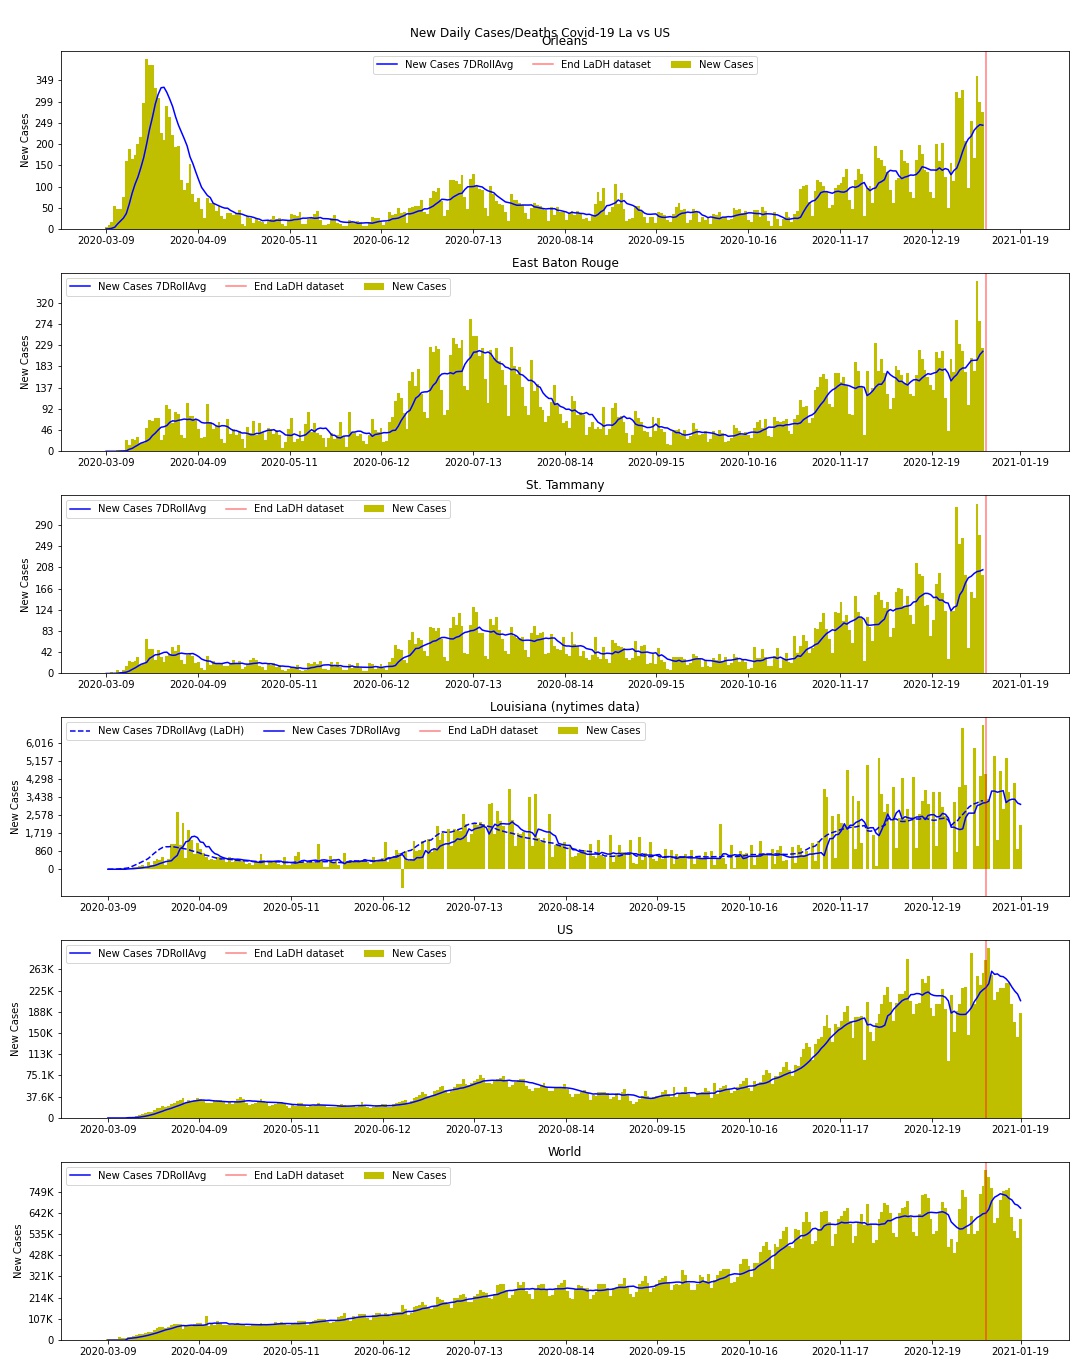 New Daily Cases/Deaths Covid-19 La vs US
Orleans
New Cases 7DRollAvg End LaDH dataset New Cases
New Cases
349
299
249
200
150
100
50
0
2020-03-09 2020-04-09 2020-05-11 2020-06-12 2020-07-13 2020-08-14 2020-09-15 2020-10-16 2020-11-17 2020-12-19 2021-01-19
East Baton Rouge
New Cases 7DRollAvg End LaDH dataset New Cases
New Cases
320
274
229
183
137
92
46
0
2020-03-09 2020-04-09 2020-05-11 2020-06-12 2020-07-13 2020-08-14 2020-09-15 2020-10-16 2020-11-17 2020-12-19 2021-01-19
St. Tammany
New Cases 7DRollAvg End LaDH dataset New Cases
New Cases
290
249
208
166
124
83
42
0
2020-03-09 2020-04-09 2020-05-11 2020-06-12 2020-07-13 2020-08-14 2020-09-15 2020-10-16 2020-11-17 2020-12-19 2021-01-19
Louisiana (nytimes data)
New Cases 7DRollAvg (LaDH) New Cases 7DRollAvg End LaDH dataset New Cases
New Cases
6,016
5,157
4,298
3,438
2,578
1,719
860
0
2020-03-09 2020-04-09 2020-05-11 2020-06-12 2020-07-13 2020-08-14 2020-09-15 2020-10-16 2020-11-17 2020-12-19 2021-01-19
US
New Cases 7DRollAvg End LaDH dataset New Cases
New Cases
263K
225K
188K
150K
113K
75.1K
37.6K
0
2020-03-09 2020-04-09 2020-05-11 2020-06-12 2020-07-13 2020-08-14 2020-09-15 2020-10-16 2020-11-17 2020-12-19 2021-01-19
World
New Cases 7DRollAvg End LaDH dataset New Cases
New Cases
749K
642K
535K
428K
321K
214K
107K
0
2020-03-09 2020-04-09 2020-05-11 2020-06-12 2020-07-13 2020-08-14 2020-09-15 2020-10-16 2020-11-17 2020-12-19 2021-01-19